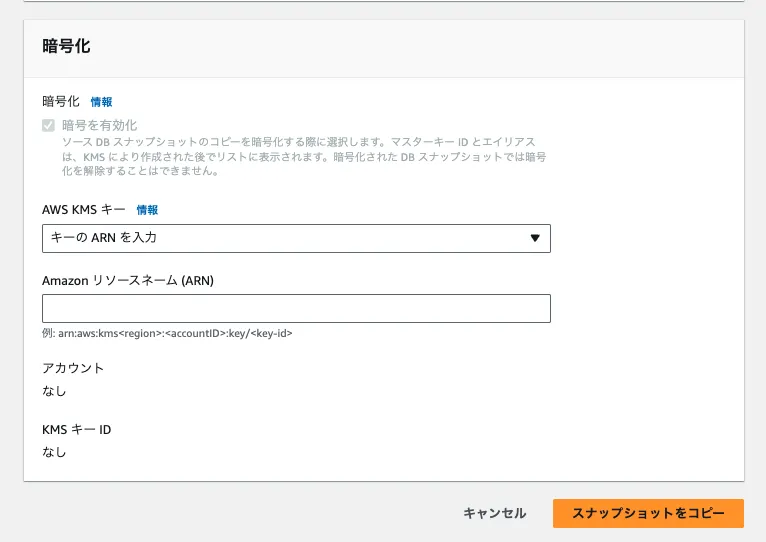 暗号化
暗号化 情報
暗号を有効化
ソース DB スナップショットのコピーを暗号化する際に選択します。マスターキー ID とエイリアス
は、KMS により作成された後でリストに表示されます。暗号化された DB スナップショットでは暗号
化を解除することはできません。
AWS KMS キー 情報
キーの ARN を入力
Amazon リソースネーム (ARN)
例: arn:aws:kms<region>:<accountID>:key/<key-id>
アカウント
なし
KMS キー ID
なし
キャンセル スナップショットをコピー